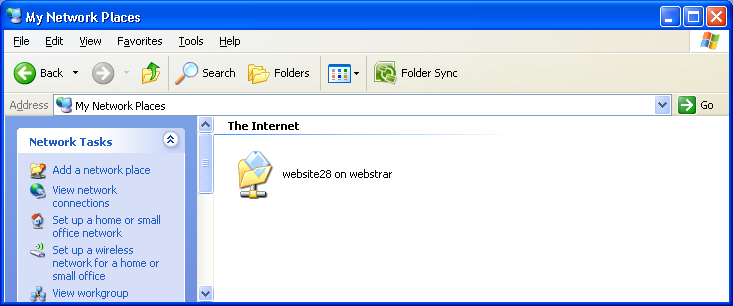 My Network Places
File Edit View Favorites Tools Help
Back Search Folders Folder Sync
Address My Network Places Go
Network Tasks
Add a network place
View network
connections
Set up a home or small
office network
Set up a wireless
network for a home or
small office
View workgroup
The Internet
website28 on webstrar